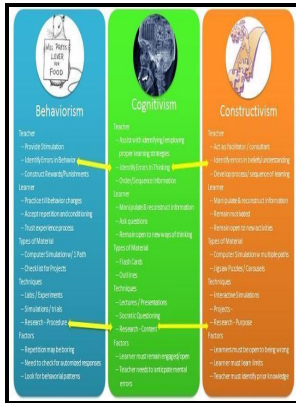 WILL PRESS
LEVER
FOR
FOOD
Behaviorism
Teacher
– Provide Stimulation
– Identify Errors in Behavior
– Construct Rewards/Punishments
Learner
– Practice til behavior changes
– Accept repetition and conditioning
– Trust experience process
Types of Material
– Computer Simulation w/ 1 Path
– Checklist for Projects
Techniques
– Labs / Experiments
– Simulations / trials
– Research - Procedure
Factors
– Repetition may be boring
– Need to check for automized responses
– Look for behavioral patterns
Cognitivism
Teacher
– Assist with identifying/employing
proper learning strategies
– Identify Errors in Thinking
– Order/Sequence Information
Learner
– Manipulate & reconstruct information
– Ask questions
– Remain open to new ways of thinking
Types of Material
– Flash Cards
– Outlines
Techniques
– Lectures / Presentations
– Socratic Questioning
– Research - Content
Factors
– Learner must remain engaged/open
– Teacher needs to anticipate mental
errors
Constructivism
Teacher
– Act as facilitator / consultant
– Identify errors in beliefs/understanding
– Develop process/ sequence of learning
Learner
– Manipulate & reconstruct information
– Remain motivated
– Remain open to new activities
Types of Material
– Computer Simulation w multiple paths
– Jigsaw Puzzles / Carousels
Techniques
– Interactive Simulations
– Projects -
– Research - Purpose
Factors
– Learners must be open to being wrong
– Learner must learn limits
– Teacher must identify prior knowledge